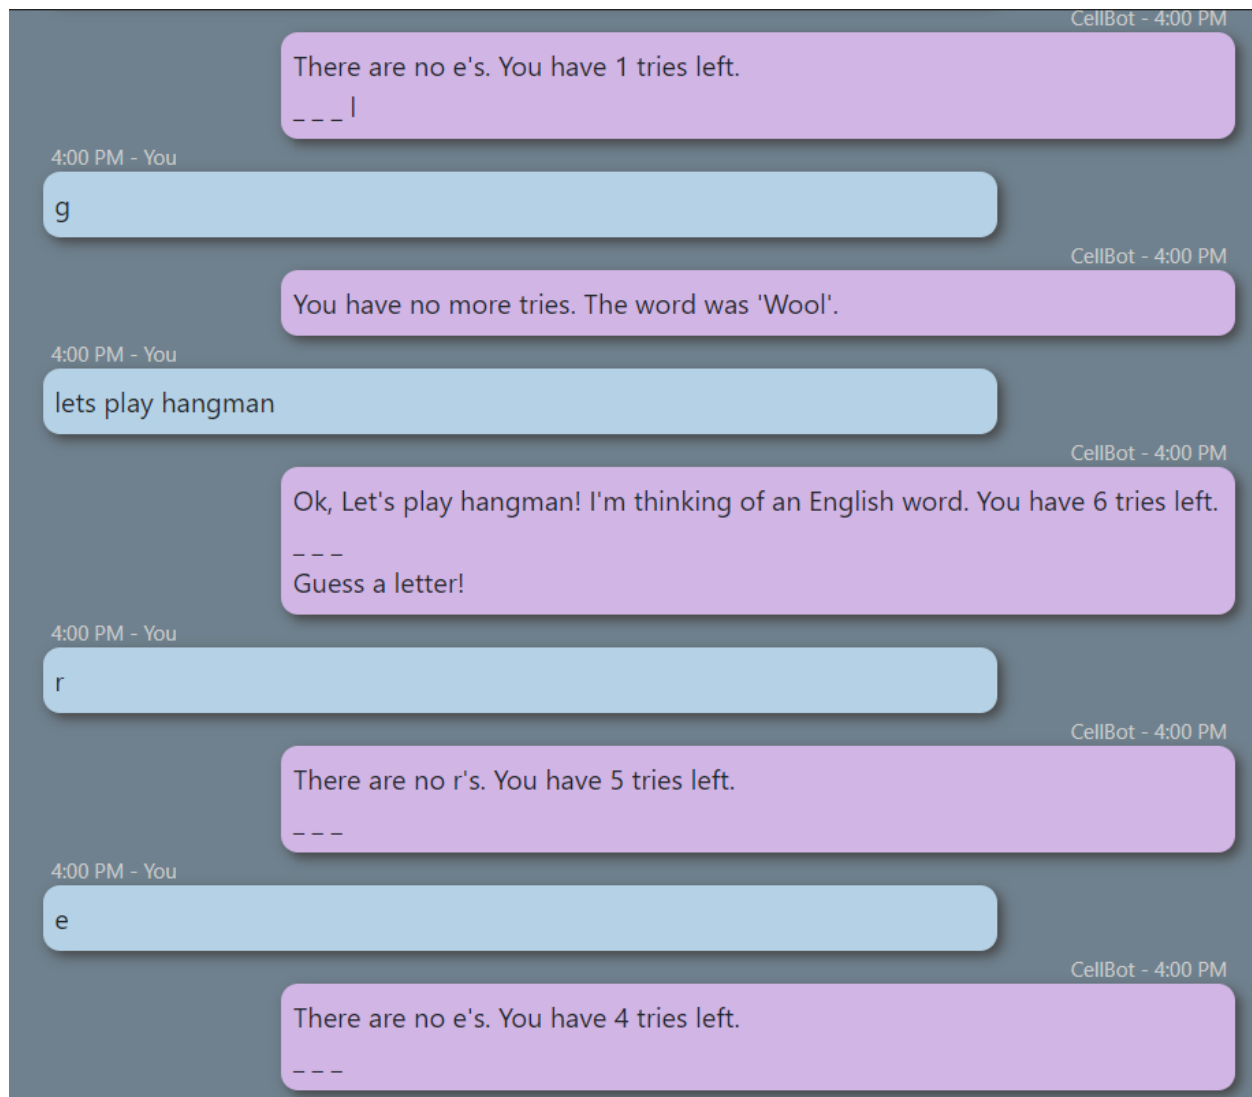 CellBot - 4:00 PM
There are no e's. You have 1 tries left.
_ _ _ l
4:00 PM - You
g
CellBot - 4:00 PM
You have no more tries. The word was 'Wool'.
4:00 PM - You
lets play hangman
CellBot - 4:00 PM
Ok, Let's play hangman! I'm thinking of an English word. You have 6 tries left.
_ _ _
Guess a letter!
4:00 PM - You
r
CellBot - 4:00 PM
There are no r's. You have 5 tries left.
_ _ _
4:00 PM - You
e
CellBot - 4:00 PM
There are no e's. You have 4 tries left.
_ _ _